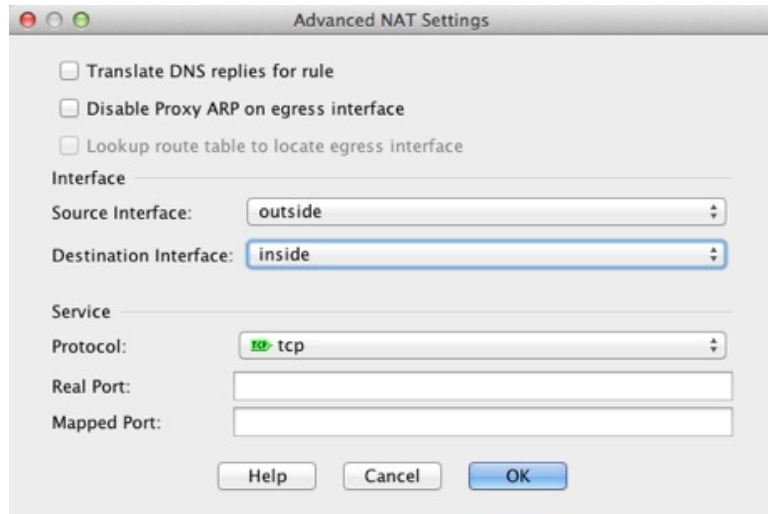 Advanced NAT Settings
Translate DNS replies for rule
Disable Proxy ARP on egress interface
Lookup route table to locate egress interface
Interface
Source Interface: outside
Destination Interface: inside
Service
Protocol: TCP tcp
Real Port:
Mapped Port:
Help Cancel OK